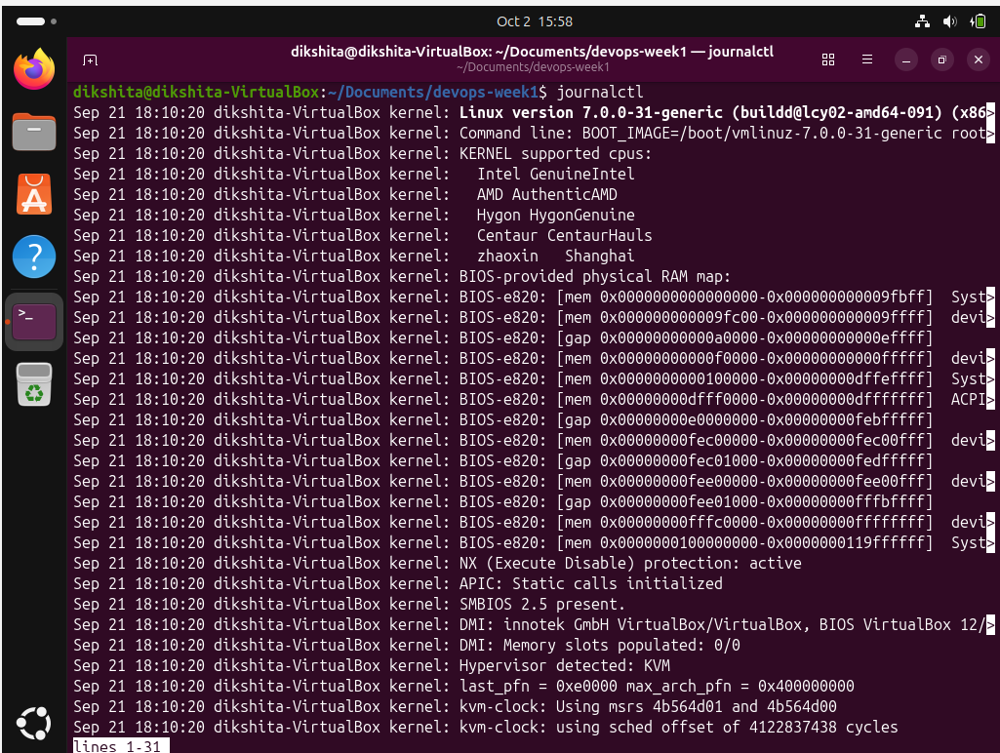 Oct 2 15:58
dikshita@dikshita-VirtualBox: ~/Documents/devops-week1 — journalctl
~/Documents/devops-week1
dikshita@dikshita-VirtualBox:~/Documents/devops-week1$ journalctl
Sep 21 18:10:20 dikshita-VirtualBox kernel: Linux version 7.0.0-31-generic (buildd@lcy02-amd64-091) (x86>
Sep 21 18:10:20 dikshita-VirtualBox kernel: Command line: BOOT_IMAGE=/boot/vmlinuz-7.0.0-31-generic root>
Sep 21 18:10:20 dikshita-VirtualBox kernel: KERNEL supported cpus:
Sep 21 18:10:20 dikshita-VirtualBox kernel:   Intel GenuineIntel
Sep 21 18:10:20 dikshita-VirtualBox kernel:   AMD AuthenticAMD
Sep 21 18:10:20 dikshita-VirtualBox kernel:   Hygon HygonGenuine
Sep 21 18:10:20 dikshita-VirtualBox kernel:   Centaur CentaurHauls
Sep 21 18:10:20 dikshita-VirtualBox kernel:   zhaoxin   Shanghai
Sep 21 18:10:20 dikshita-VirtualBox kernel: BIOS-provided physical RAM map:
Sep 21 18:10:20 dikshita-VirtualBox kernel: BIOS-e820: [mem 0x0000000000000000-0x000000000009fbff]  Syst>
Sep 21 18:10:20 dikshita-VirtualBox kernel: BIOS-e820: [mem 0x000000000009fc00-0x000000000009ffff]  devi>
Sep 21 18:10:20 dikshita-VirtualBox kernel: BIOS-e820: [gap 0x00000000000a0000-0x00000000000effff]
Sep 21 18:10:20 dikshita-VirtualBox kernel: BIOS-e820: [mem 0x00000000000f0000-0x00000000000fffff]  devi>
Sep 21 18:10:20 dikshita-VirtualBox kernel: BIOS-e820: [mem 0x0000000000100000-0x00000000dffeffff]  Syst>
Sep 21 18:10:20 dikshita-VirtualBox kernel: BIOS-e820: [mem 0x00000000dfff0000-0x00000000dfffffff]  ACPI>
Sep 21 18:10:20 dikshita-VirtualBox kernel: BIOS-e820: [gap 0x00000000e0000000-0x00000000febfffff]
Sep 21 18:10:20 dikshita-VirtualBox kernel: BIOS-e820: [mem 0x00000000fec00000-0x00000000fec00fff]  devi>
Sep 21 18:10:20 dikshita-VirtualBox kernel: BIOS-e820: [gap 0x00000000fec01000-0x00000000fedfffff]
Sep 21 18:10:20 dikshita-VirtualBox kernel: BIOS-e820: [mem 0x00000000fee00000-0x00000000fee00fff]  devi>
Sep 21 18:10:20 dikshita-VirtualBox kernel: BIOS-e820: [gap 0x00000000fee01000-0x00000000fffbffff]
Sep 21 18:10:20 dikshita-VirtualBox kernel: BIOS-e820: [mem 0x00000000fffc0000-0x00000000ffffffff]  devi>
Sep 21 18:10:20 dikshita-VirtualBox kernel: BIOS-e820: [mem 0x0000000100000000-0x0000000119ffffff]  Syst>
Sep 21 18:10:20 dikshita-VirtualBox kernel: NX (Execute Disable) protection: active
Sep 21 18:10:20 dikshita-VirtualBox kernel: APIC: Static calls initialized
Sep 21 18:10:20 dikshita-VirtualBox kernel: SMBIOS 2.5 present.
Sep 21 18:10:20 dikshita-VirtualBox kernel: DMI: innotek GmbH VirtualBox/VirtualBox, BIOS VirtualBox 12/>
Sep 21 18:10:20 dikshita-VirtualBox kernel: DMI: Memory slots populated: 0/0
Sep 21 18:10:20 dikshita-VirtualBox kernel: Hypervisor detected: KVM
Sep 21 18:10:20 dikshita-VirtualBox kernel: last_pfn = 0xe0000 max_arch_pfn = 0x400000000
Sep 21 18:10:20 dikshita-VirtualBox kernel: kvm-clock: Using msrs 4b564d01 and 4b564d00
Sep 21 18:10:20 dikshita-VirtualBox kernel: kvm-clock: using sched offset of 4122837438 cycles
lines 1-31